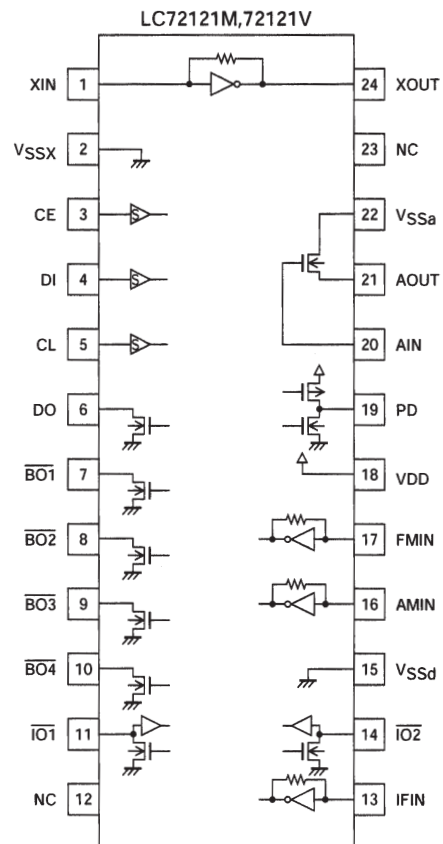 LC72121M,72121V
XIN 1 24 XOUT
VSSX 2 23 NC
CE 3 S 22 VSSa
DI 4 S 21 AOUT
CL 5 S 20 AIN
DO 6 19 PD
BO1 7 18 VDD
BO2 8 17 FMIN
BO3 9 16 AMIN
BO4 10 15 VSSd
IO1 11 14 IO2
NC 12 13 IFIN